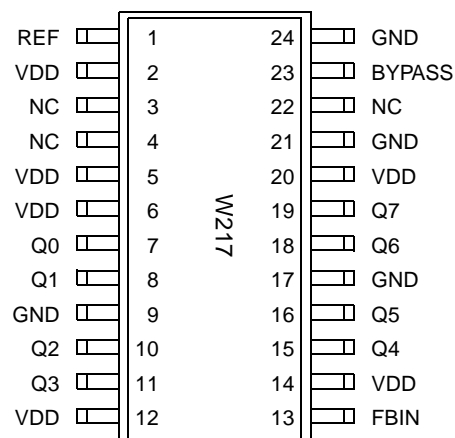 REF 1 24 GND
VDD 2 23 BYPASS
NC 3 22 NC
NC 4 21 GND
VDD 5 20 VDD
VDD 6 19 Q7
Q0 7 18 Q6
Q1 8 17 GND
GND 9 16 Q5
Q2 10 15 Q4
Q3 11 14 VDD
VDD 12 13 FBIN
W217